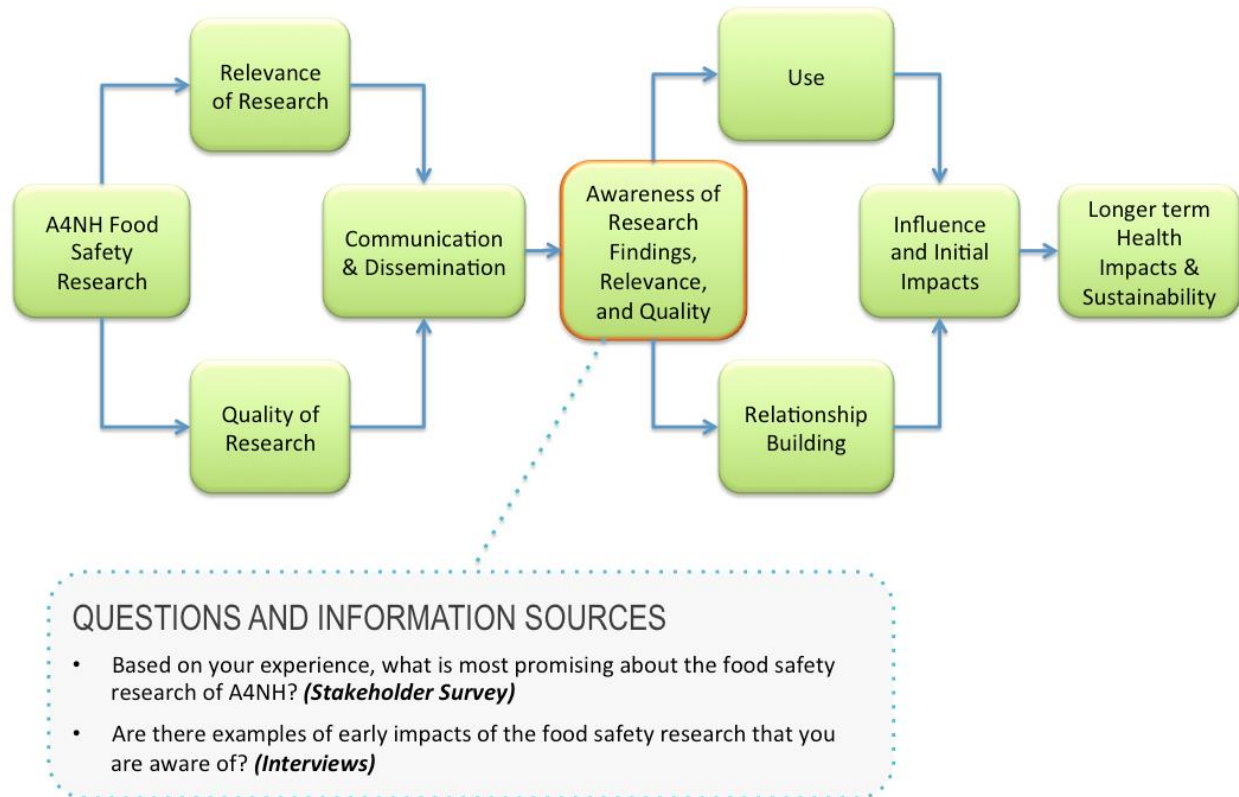 Relevance
of Research
Use
A4NH Food
Safety
Research
Communication
& Dissemination
Awareness of
Research
Findings,
Relevance,
and Quality
Influence
and Initial
Impacts
Longer term
Health
Impacts &
Sustainability
Quality of
Research
Relationship
Building
QUESTIONS AND INFORMATION SOURCES
• Based on your experience, what is most promising about the food safety
research of A4NH? (Stakeholder Survey)
• Are there examples of early impacts of the food safety research that you
are aware of? (Interviews)